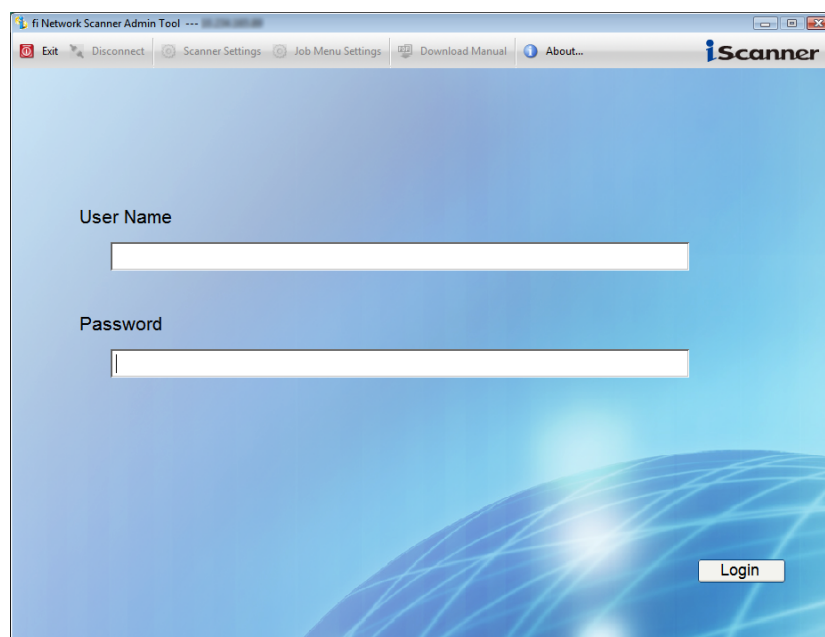 fi Network Scanner Admin Tool ---
Exit Disconnect Scanner Settings Job Menu Settings Download Manual About... iScanner
User Name
Password
Login